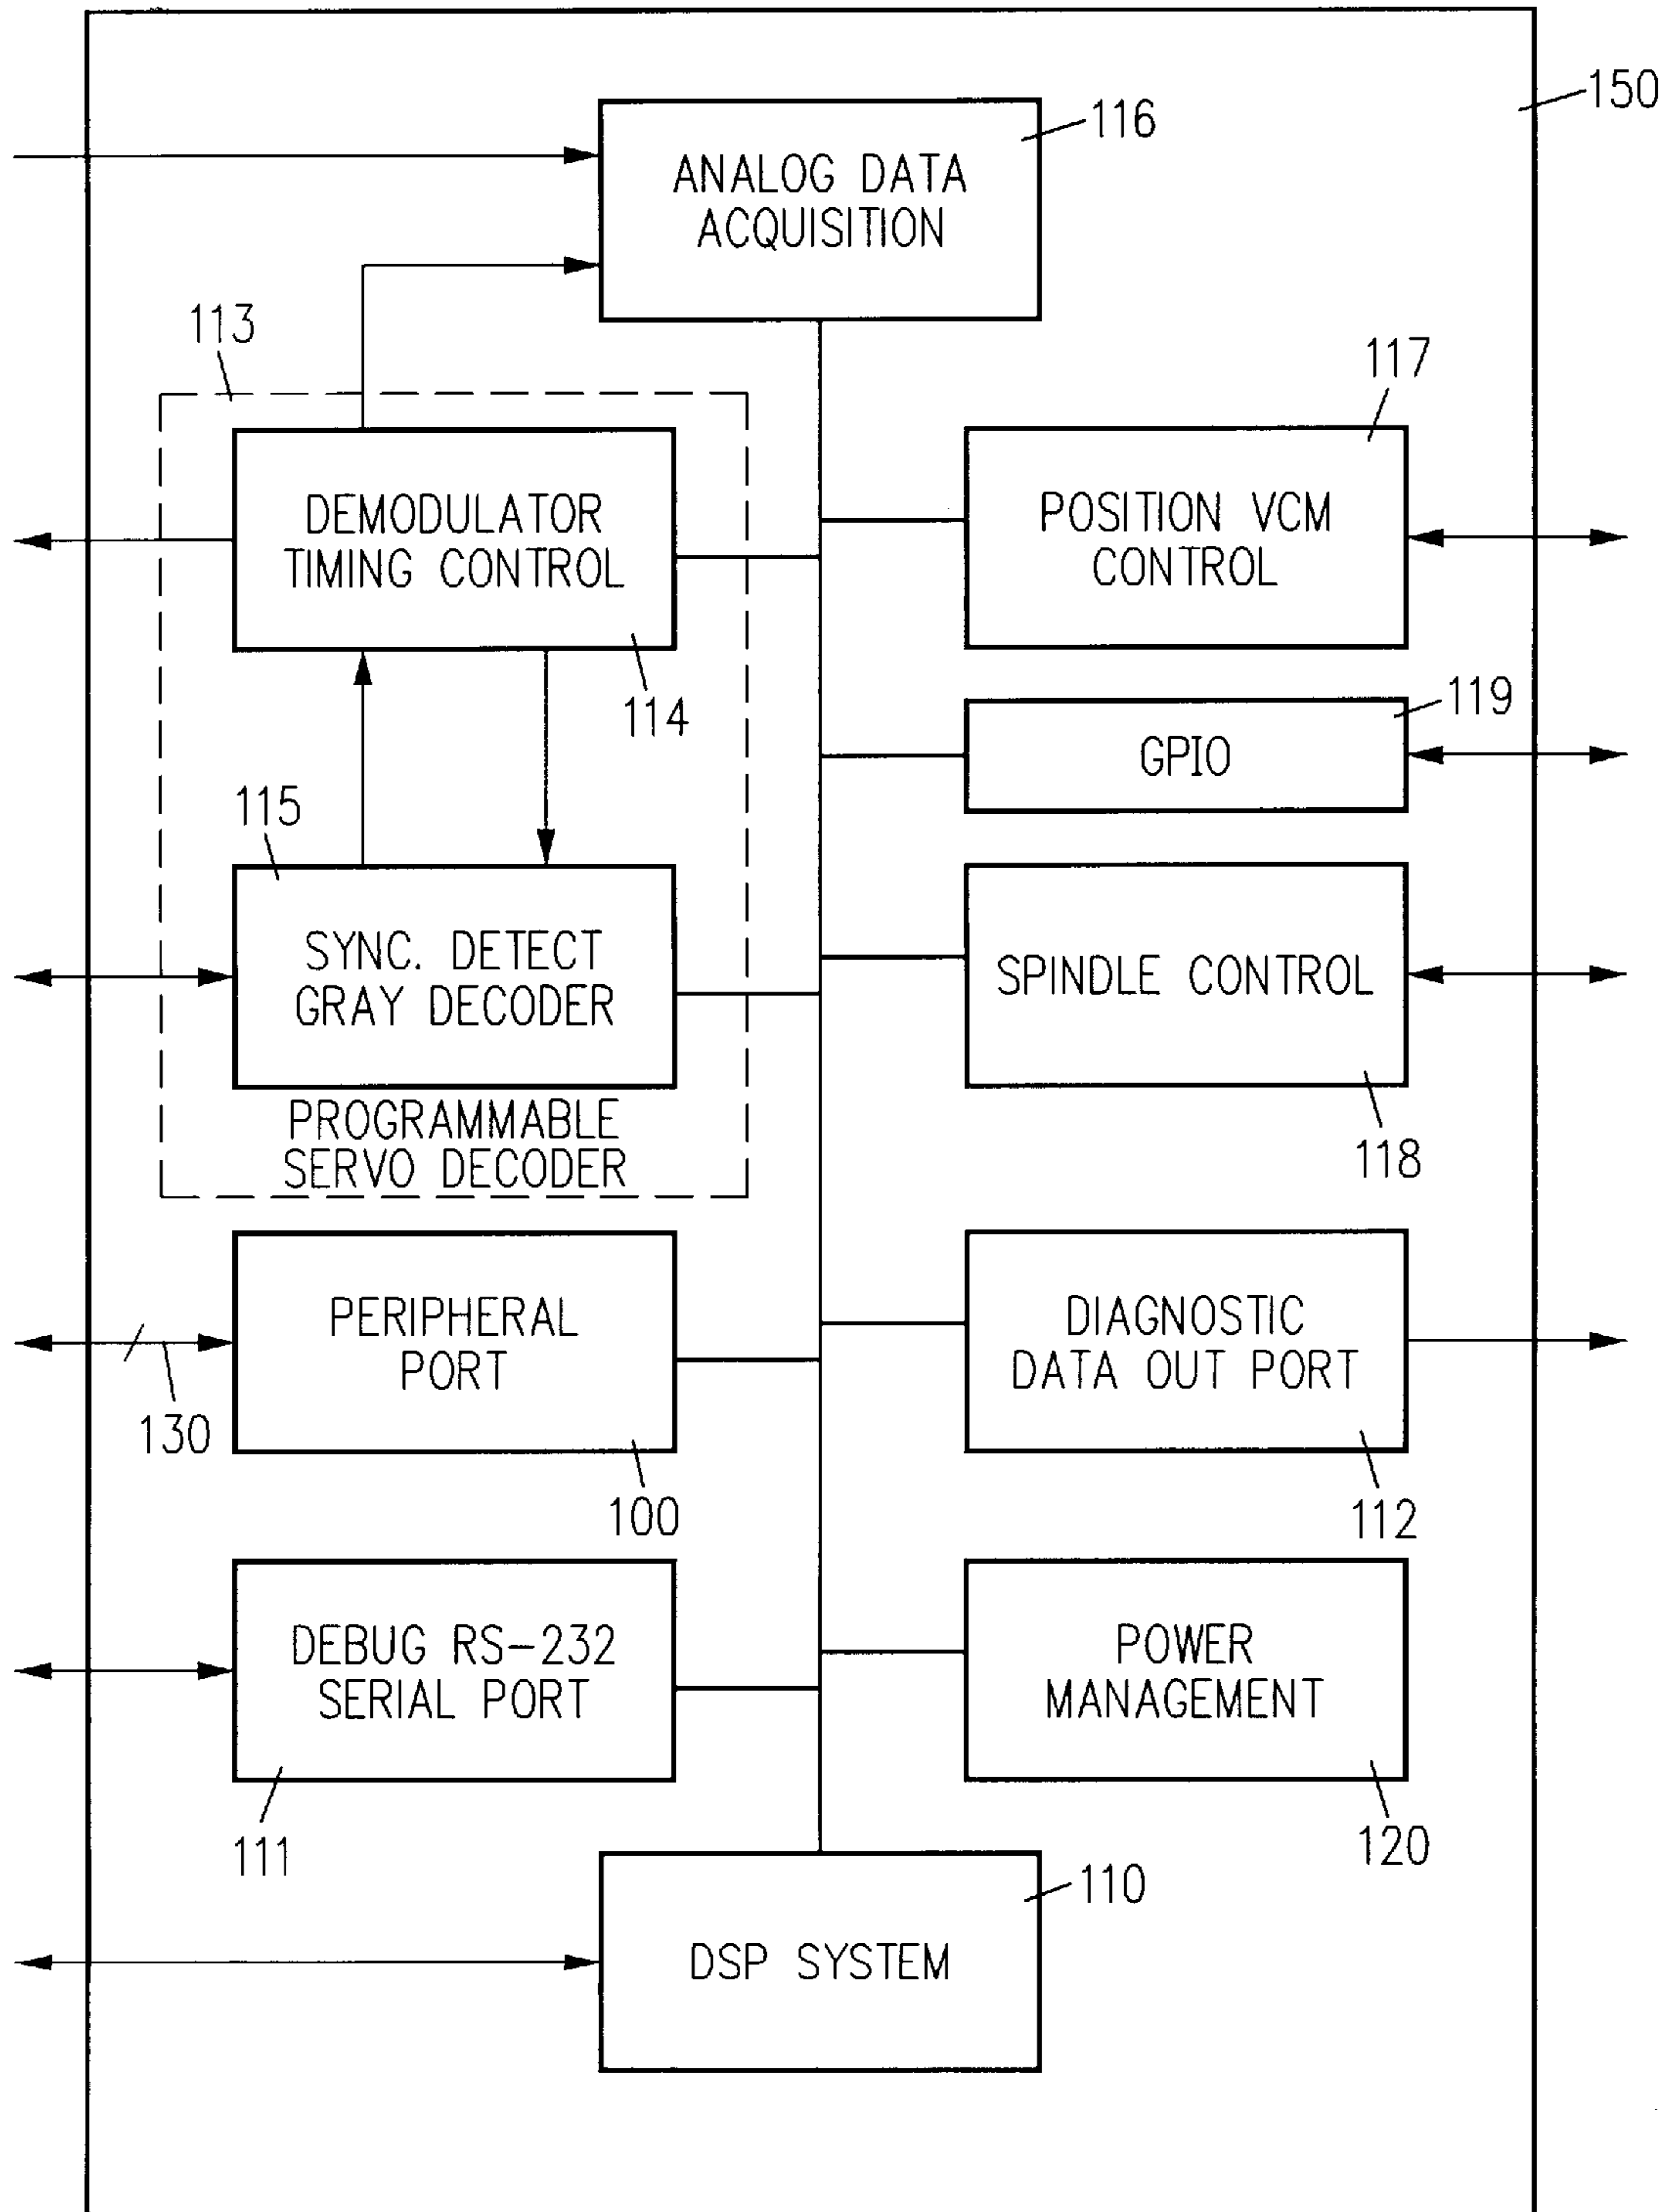 150
116
ANALOG DATA
ACQUISITION
113
117
DEMODULATOR
TIMING CONTROL
POSITION VCM
CONTROL
114
119
GPIO
115
SYNC. DETECT
GRAY DECODER
SPINDLE CONTROL
PROGRAMMABLE
SERVO DECODER
118
PERIPHERAL
PORT
DIAGNOSTIC
DATA OUT PORT
130
100
112
DEBUG RS-232
SERIAL PORT
POWER
MANAGEMENT
111
120
110
DSP SYSTEM